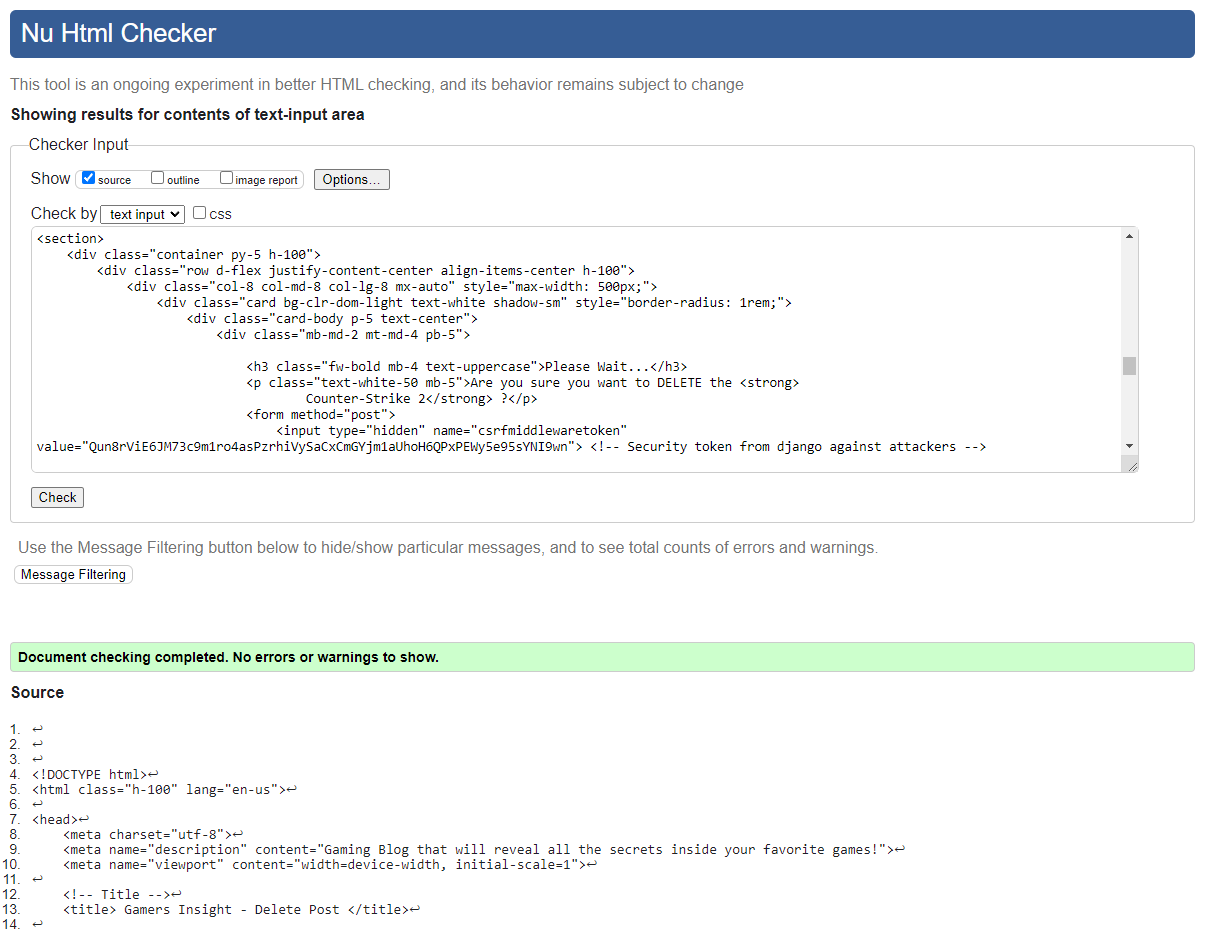 Nu Html Checker
This tool is an ongoing experiment in better HTML checking, and its behavior remains subject to change
Showing results for contents of text-input area
Checker Input
Show source outline image report Options...
Check by text input css
<section>
<div class="container py-5 h-100">
<div class="row d-flex justify-content-center align-items-center h-100">
<div class="col-8 col-md-8 col-lg-8 mx-auto" style="max-width: 500px;">
<div class="card bg-clr-dom-light text-white shadow-sm" style="border-radius: 1rem;">
<div class="card-body p-5 text-center">
<div class="mb-md-2 mt-md-4 pb-5">
<h3 class="fw-bold mb-4 text-uppercase">Please Wait...</h3>
<p class="text-white-50 mb-5">Are you sure you want to DELETE the <strong>
Counter-Strike 2</strong> ?</p>
<form method="post">
<input type="hidden" name="csrfmiddlewaretoken"
value="Qun8rViE6JM73c9m1ro4asPzrhiVySaCxCmGYjm1aUhoH6QPxPEWy5e95sYNI9wn"> <!-- Security token from django against attackers -->
Check
Use the Message Filtering button below to hide/show particular messages, and to see total counts of errors and warnings.
Message Filtering
Document checking completed. No errors or warnings to show.
Source
1. ↩
2. ↩
3. ↩
4. <!DOCTYPE html>↩
5. <html class="h-100" lang="en-us">↩
6. ↩
7. <head>↩
8. <meta charset="utf-8">↩
9. <meta name="description" content="Gaming Blog that will reveal all the secrets inside your favorite games!">↩
10. <meta name="viewport" content="width=device-width, initial-scale=1">↩
11. ↩
12. <!-- Title -->↩
13. <title> Gamers Insight - Delete Post </title>↩
14. ↩